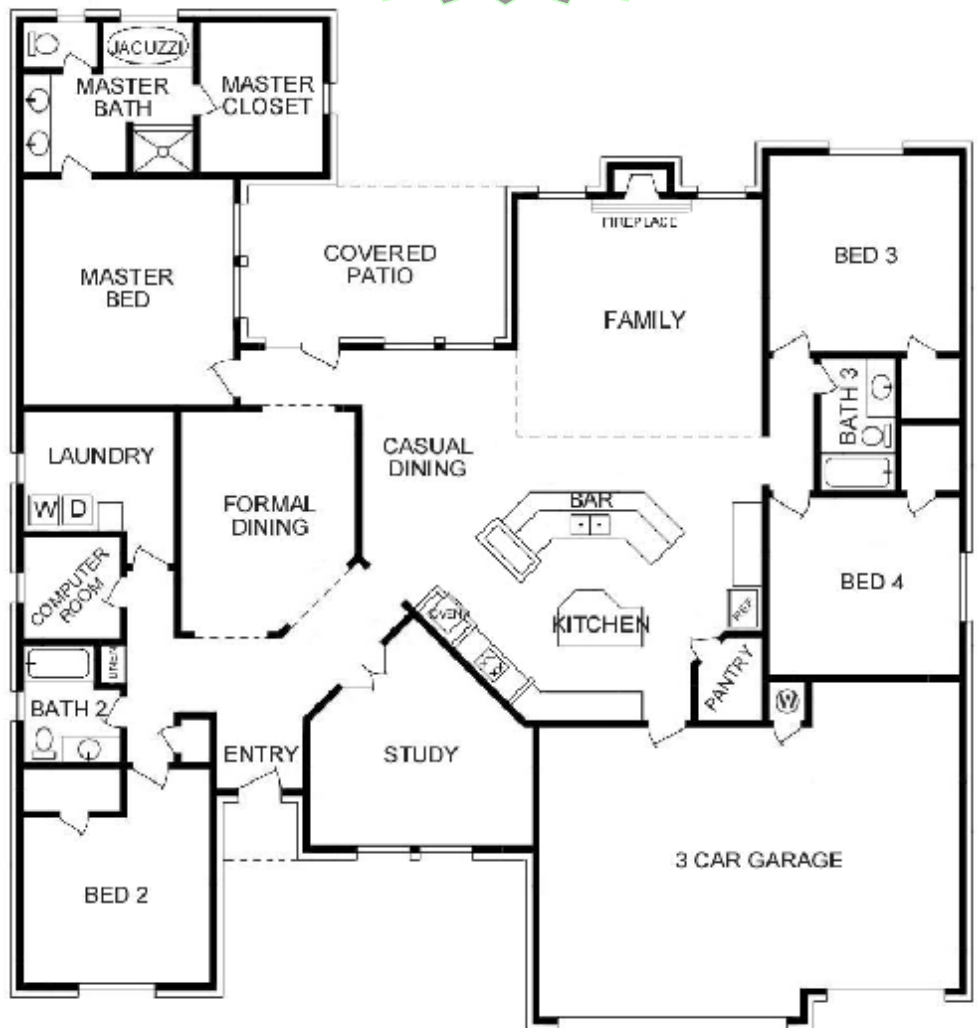 JACUZZI
MASTER
BATH
MASTER
CLOSET
MASTER
BED
COVERED
PATIO
FIREPLACE
FAMILY
BED 3
BATH 3
LAUNDRY
W D
FORMAL
DINING
CASUAL
DINING
BAR
COMPUTER
ROOM
OVEN
KITCHEN
REF
BED 4
LINEN
PANTRY
BATH 2
W
ENTRY
STUDY
3 CAR GARAGE
BED 2